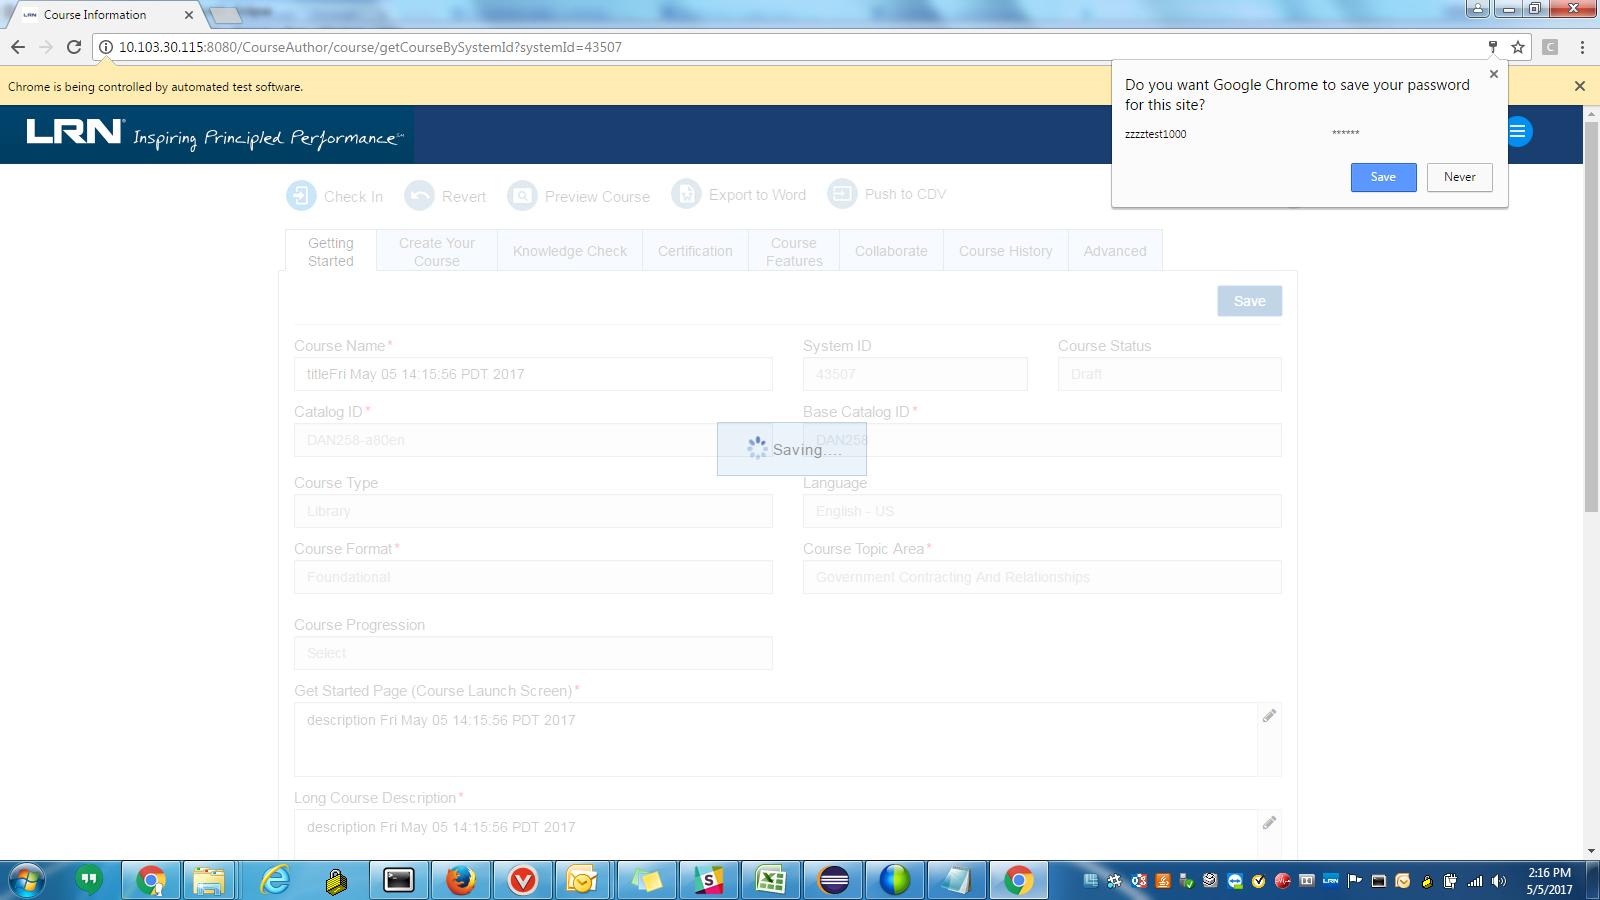 Course Information
10.103.30.115:8080/CourseAuthor/course/getCourseBySystemId?systemId=43507
Chrome is being controlled by automated test software.
Do you want Google Chrome to save your password
for this site?
zzzztest1000 ******
Save Never
LRN Inspiring Principled Performance
Check In Revert Preview Course Export to Word Push to CDV
Getting
Started
Create Your
Course
Knowledge Check
Certification
Course
Features
Collaborate
Course History
Advanced
Save
Course Name* System ID Course Status
titleFri May 05 14:15:56 PDT 2017 43507 Draft
Catalog ID* Base Catalog ID*
DAN258-a80en DAN258
Saving....
Course Type Language
Library English - US
Course Format* Course Topic Area*
Foundational Government Contracting And Relationships
Course Progression
Select
Get Started Page (Course Launch Screen)*
description Fri May 05 14:15:56 PDT 2017
Long Course Description*
description Fri May 05 14:15:56 PDT 2017
2:16 PM
5/5/2017